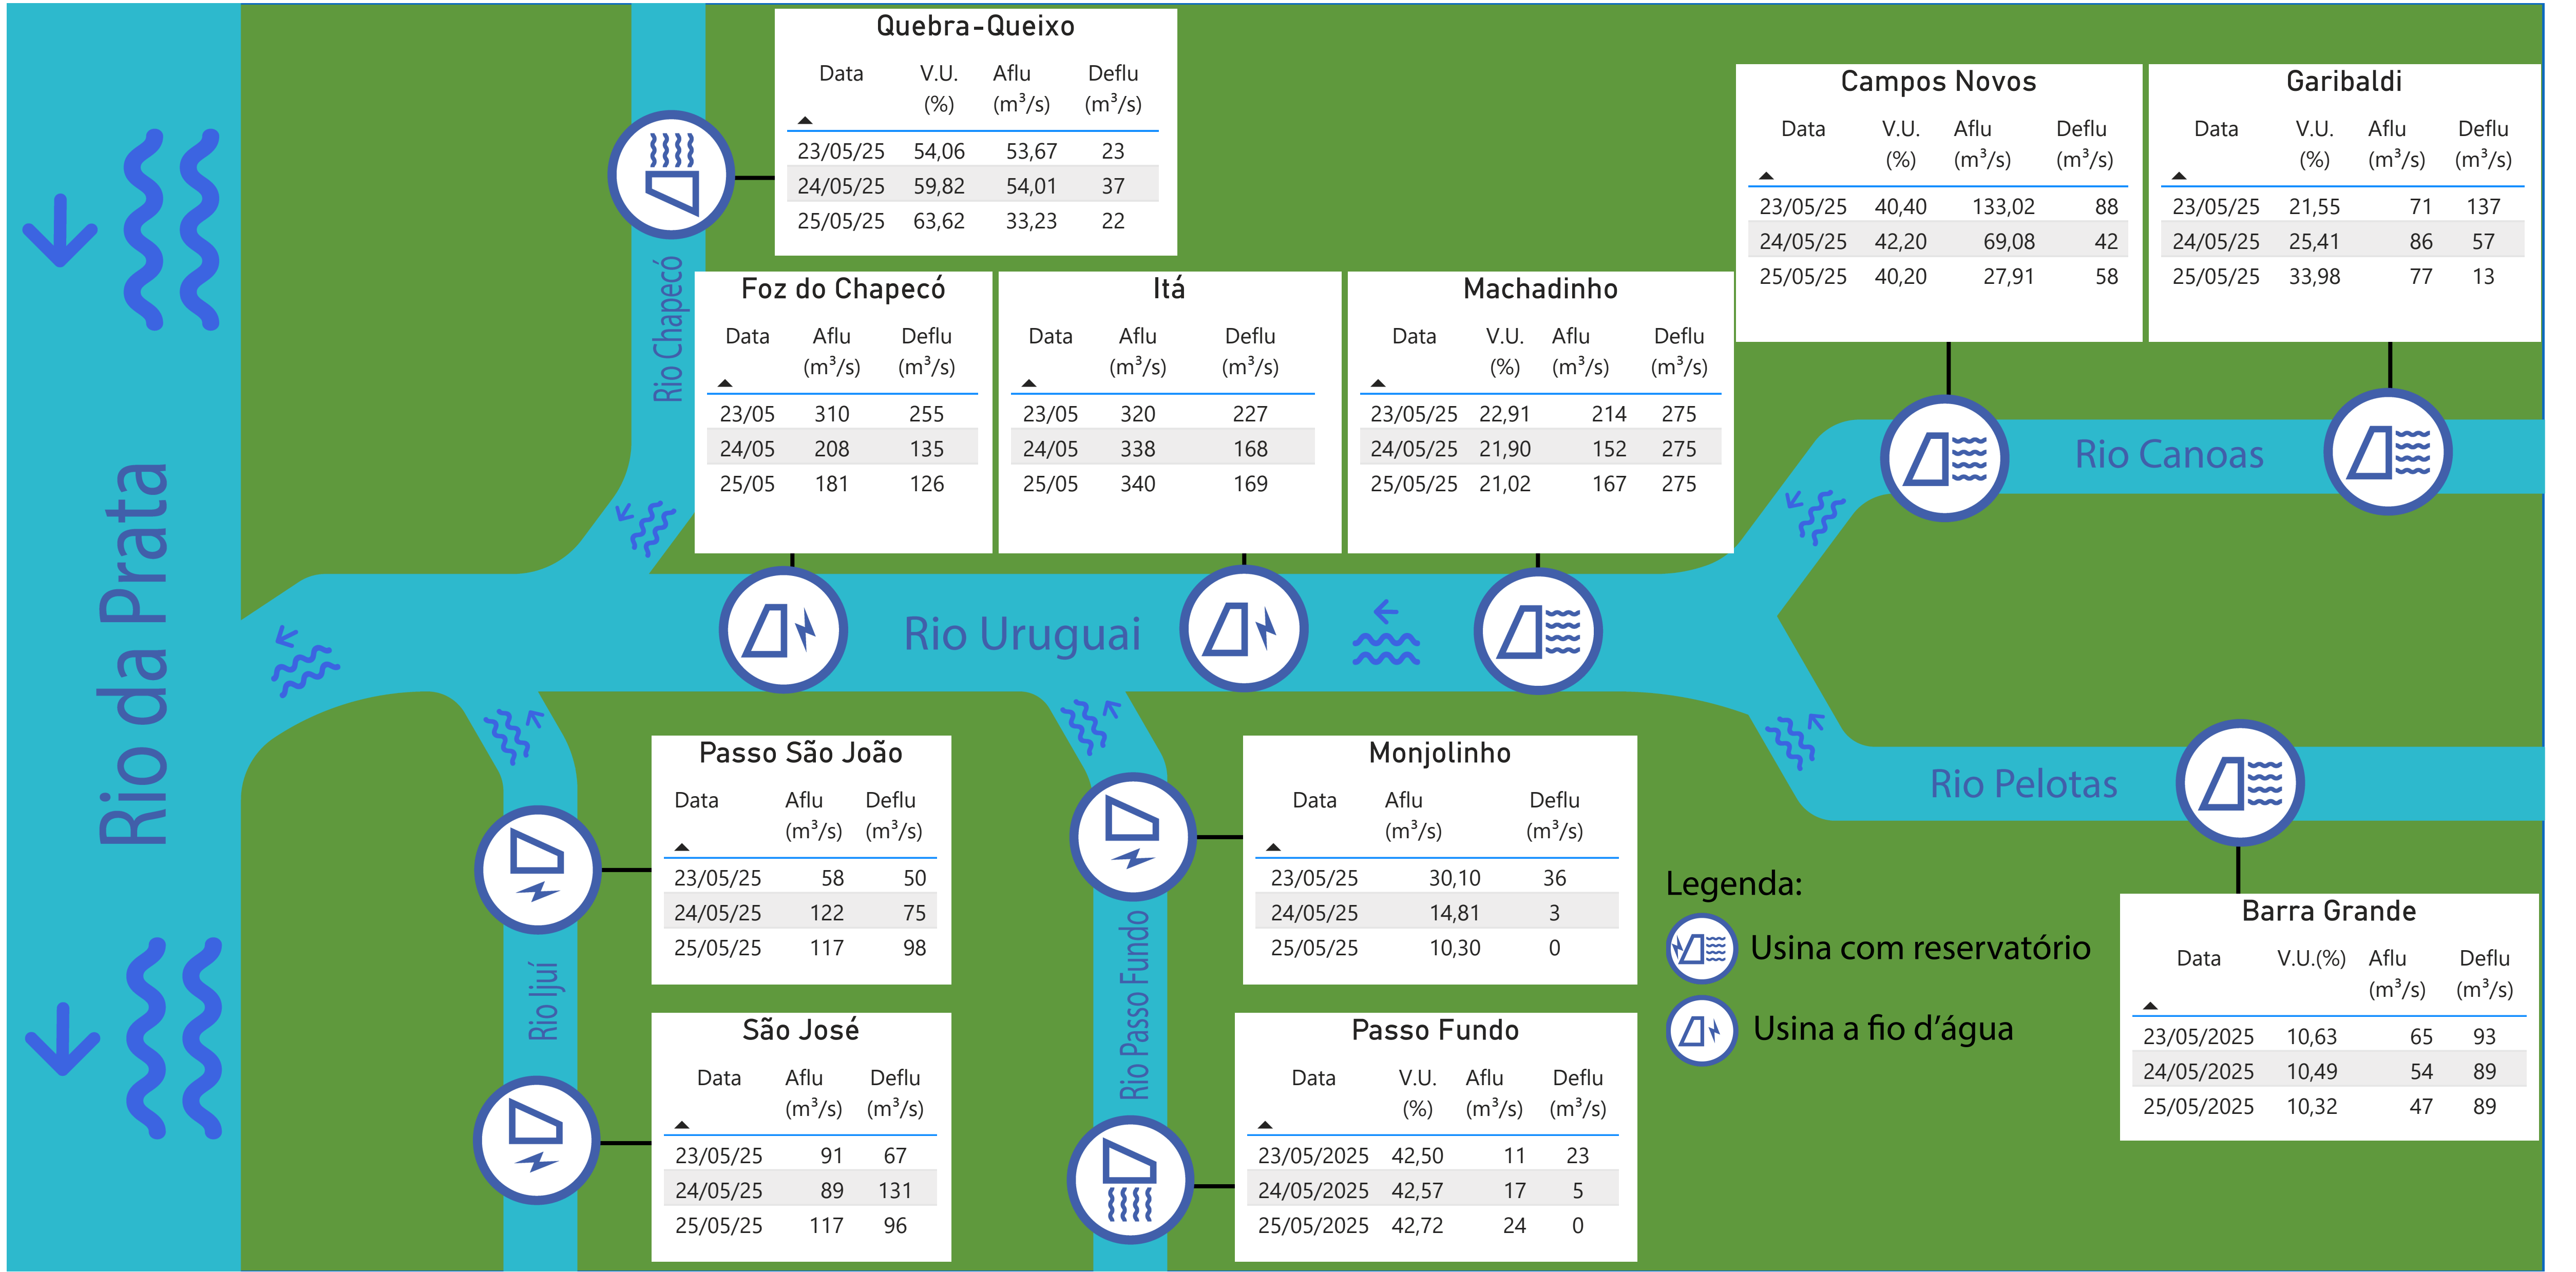 Rio da Prata
Quebra-Queixo
Data V.U. (%) Aflu (m³/s) Deflu (m³/s)
23/05/25 54,06 53,67 23
24/05/25 59,82 54,01 37
25/05/25 63,62 33,23 22
Rio Chapecó
Foz do Chapecó
Data Aflu (m³/s) Deflu (m³/s)
23/05 310 255
24/05 208 135
25/05 181 126
Itá
Data Aflu (m³/s) Deflu (m³/s)
23/05 320 227
24/05 338 168
25/05 340 169
Machadinho
Data V.U. (%) Aflu (m³/s) Deflu (m³/s)
23/05/25 22,91 214 275
24/05/25 21,90 152 275
25/05/25 21,02 167 275
Campos Novos
Data V.U. (%) Aflu (m³/s) Deflu (m³/s)
23/05/25 40,40 133,02 88
24/05/25 42,20 69,08 42
25/05/25 40,20 27,91 58
Garibaldi
Data V.U. (%) Aflu (m³/s) Deflu (m³/s)
23/05/25 21,55 71 137
24/05/25 25,41 86 57
25/05/25 33,98 77 13
Rio Canoas
Rio Uruguai
Rio Pelotas
Passo São João
Data Aflu (m³/s) Deflu (m³/s)
23/05/25 58 50
24/05/25 122 75
25/05/25 117 98
Rio Ijuí
São José
Data Aflu (m³/s) Deflu (m³/s)
23/05/25 91 67
24/05/25 89 131
25/05/25 117 96
Monjolinho
Data Aflu (m³/s) Deflu (m³/s)
23/05/25 30,10 36
24/05/25 14,81 3
25/05/25 10,30 0
Rio Passo Fundo
Passo Fundo
Data V.U. (%) Aflu (m³/s) Deflu (m³/s)
23/05/2025 42,50 11 23
24/05/2025 42,57 17 5
25/05/2025 42,72 24 0
Legenda:
Usina com reservatório
Usina a fio d'água
Barra Grande
Data V.U.(%) Aflu (m³/s) Deflu (m³/s)
23/05/2025 10,63 65 93
24/05/2025 10,49 54 89
25/05/2025 10,32 47 89